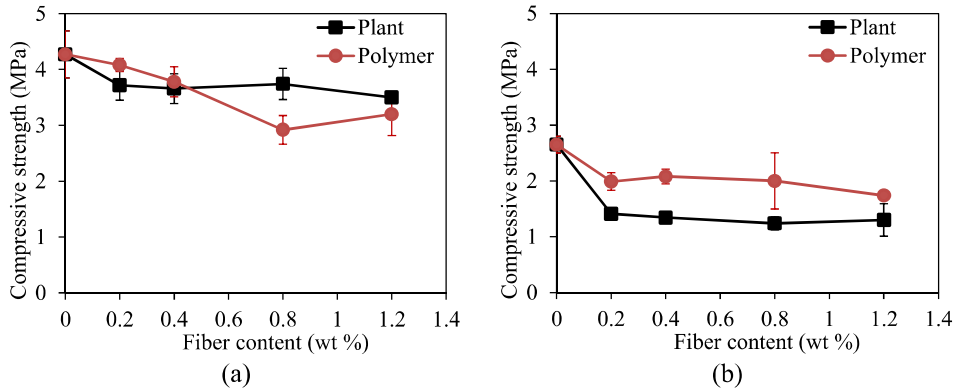 Compressive strength (MPa)
5
4
3
2
1
0
Plant
Polymer
0 0.2 0.4 0.6 0.8 1 1.2 1.4
Fiber content (wt %)
(a)
Compressive strength (MPa)
5
4
3
2
1
0
Plant
Polymer
0 0.2 0.4 0.6 0.8 1 1.2 1.4
Fiber content (wt %)
(b)